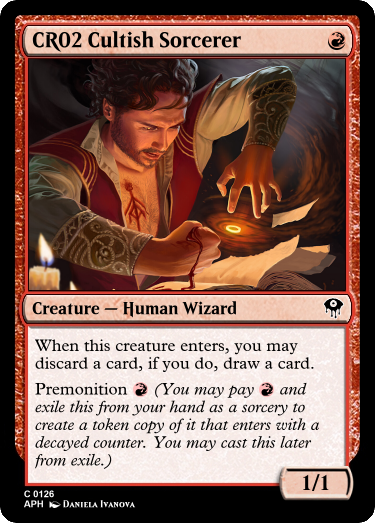 CR02 Cultish Sorcerer
Creature — Human Wizard
When this creature enters, you may
discard a card, if you do, draw a card.
Premonition (You may pay and
exile this from your hand as a sorcery to
create a token copy of it that enters with
a decayed counter. You may cast this later
from exile.)
1/1
C 0126
APH Daniela Ivanova